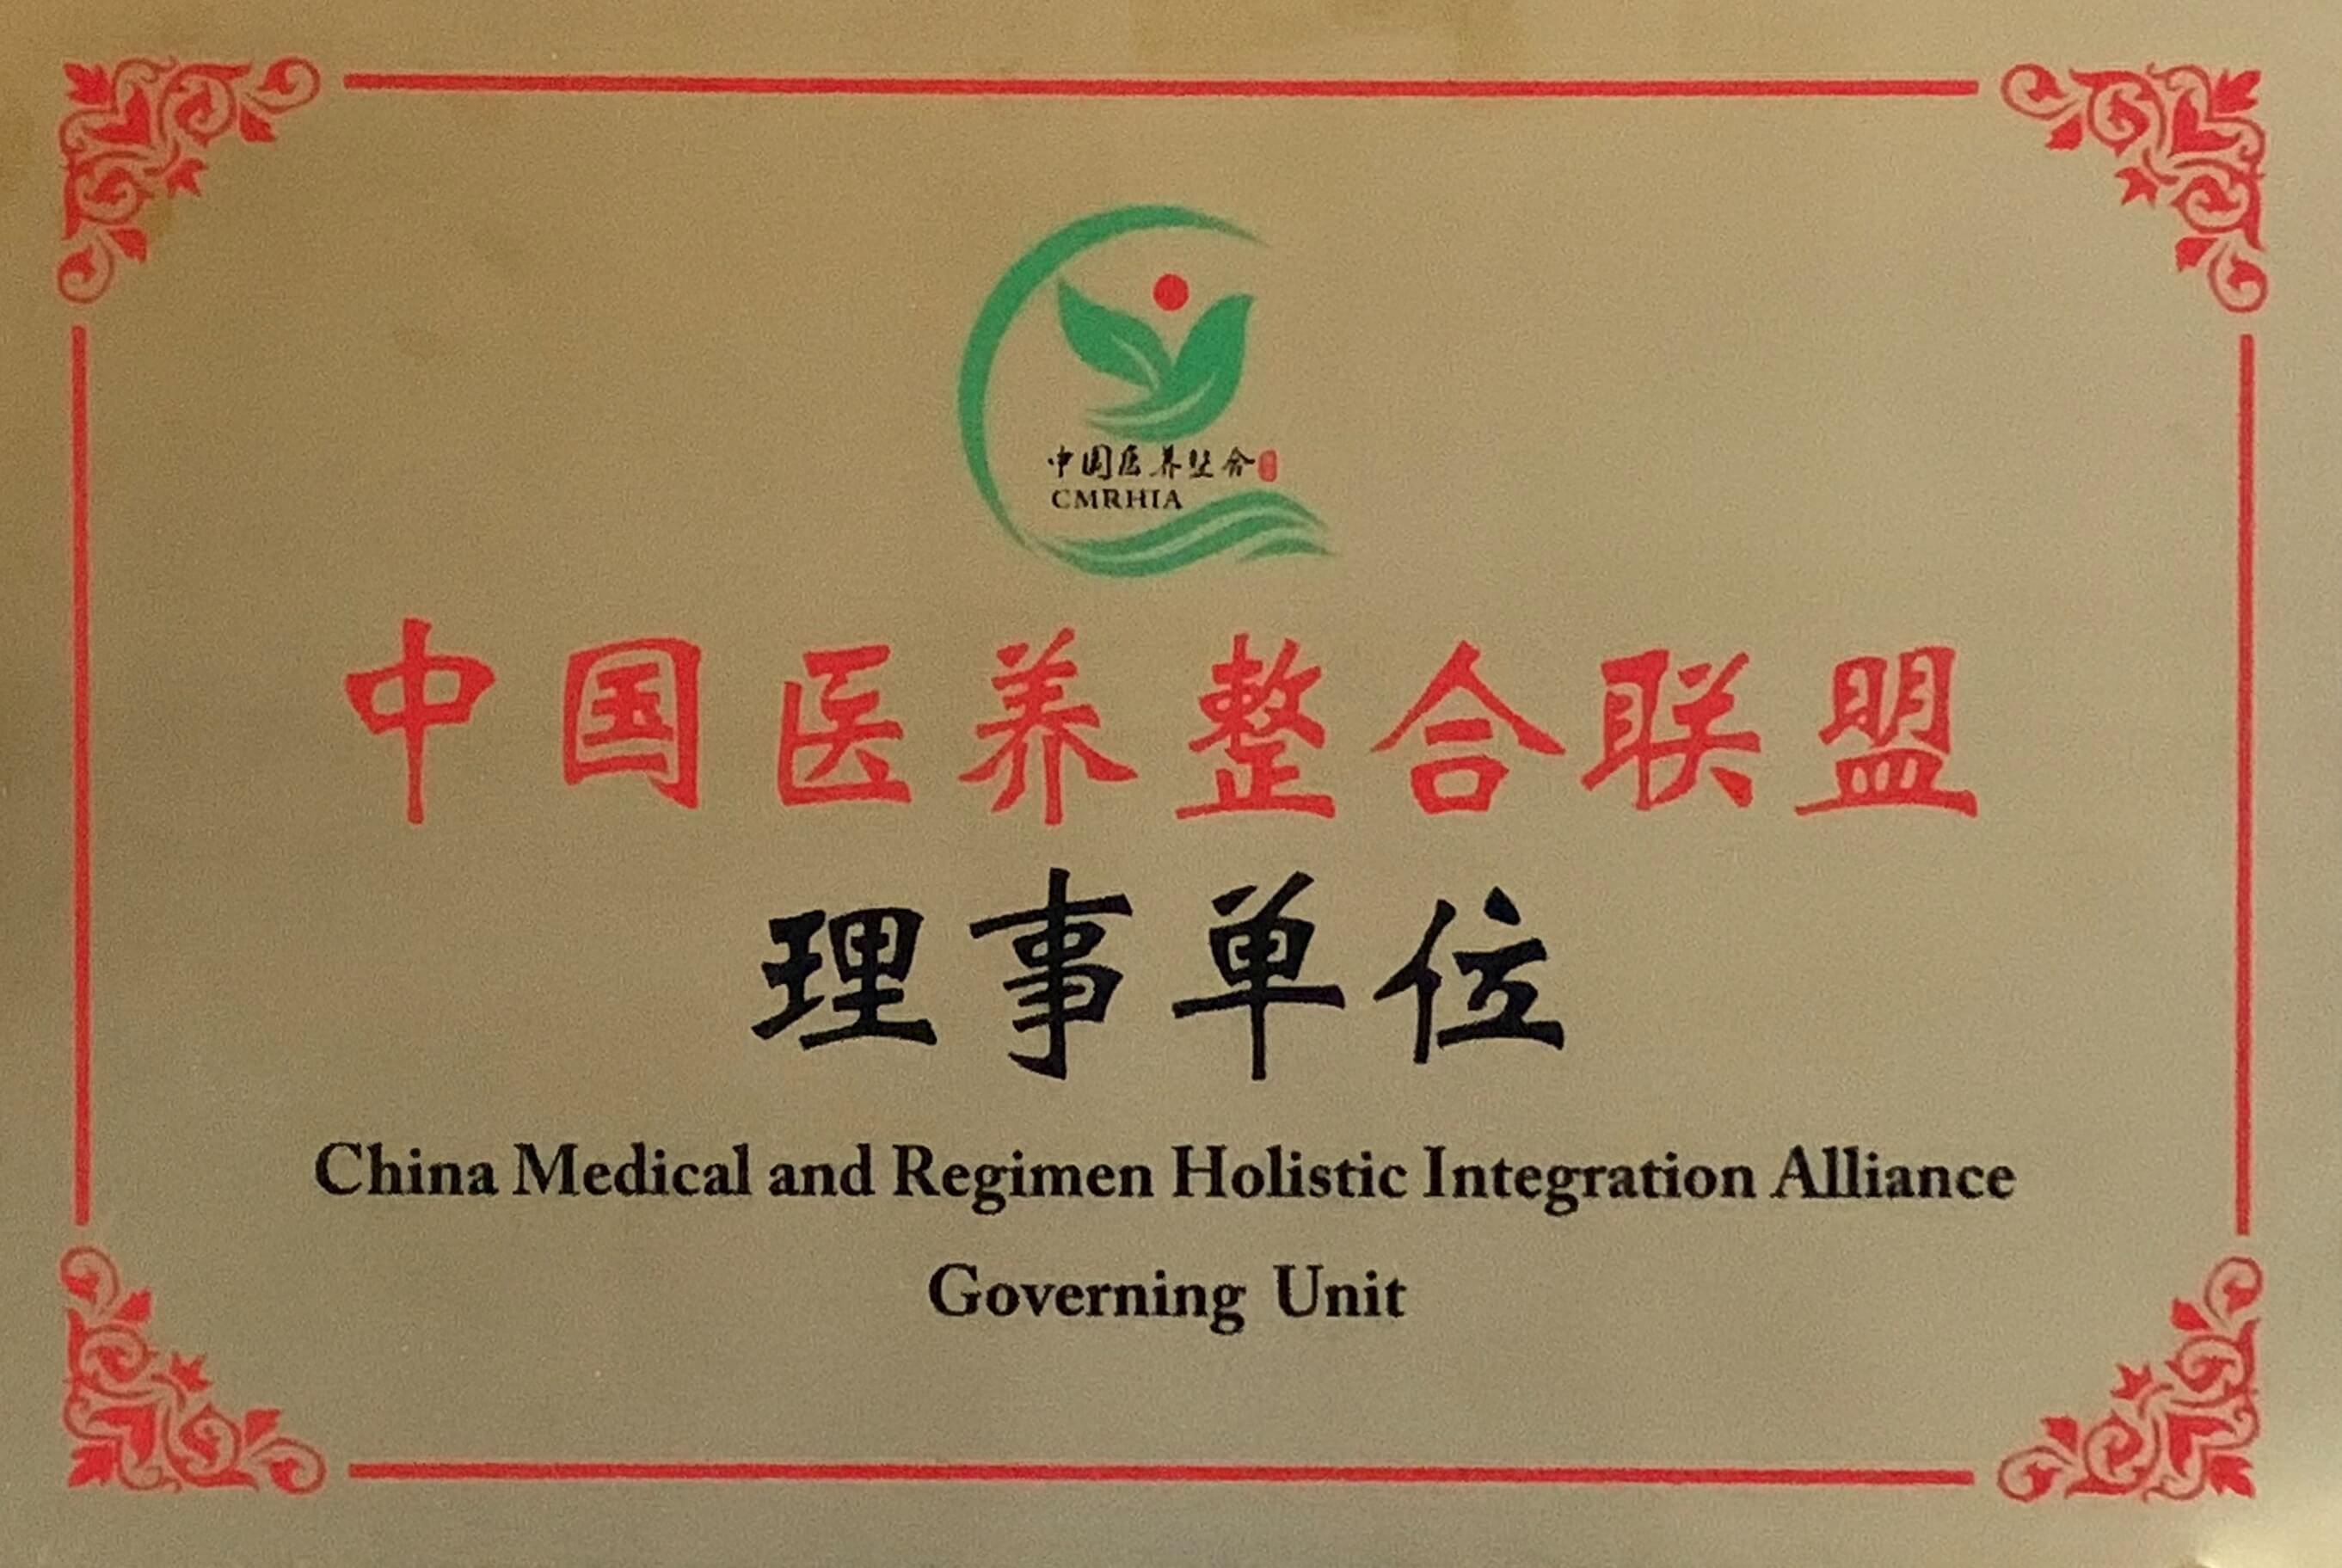 中国医养整合
CMRHIA
中国医养整合联盟
理事单位
China Medical and Regimen Holistic Integration Alliance
Governing Unit